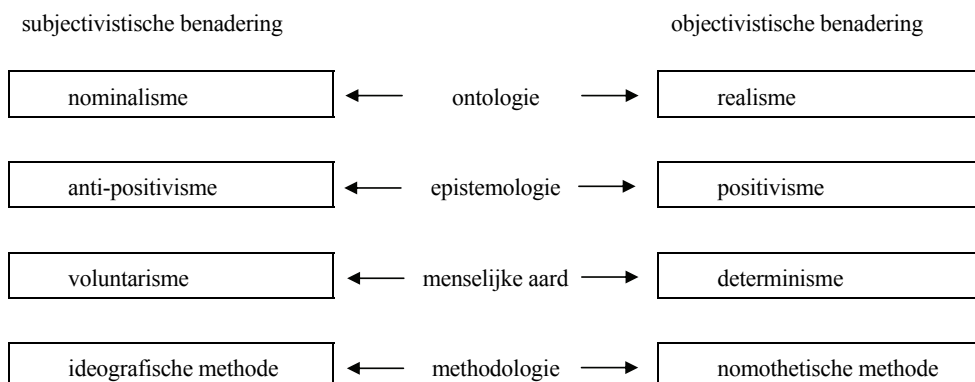 subjectivistische benadering objectivistische benadering
nominalisme ontologie realisme
anti-positivisme epistemologie positivisme
voluntarisme menselijke aard determinisme
ideografische methode methodologie nomothetische methode